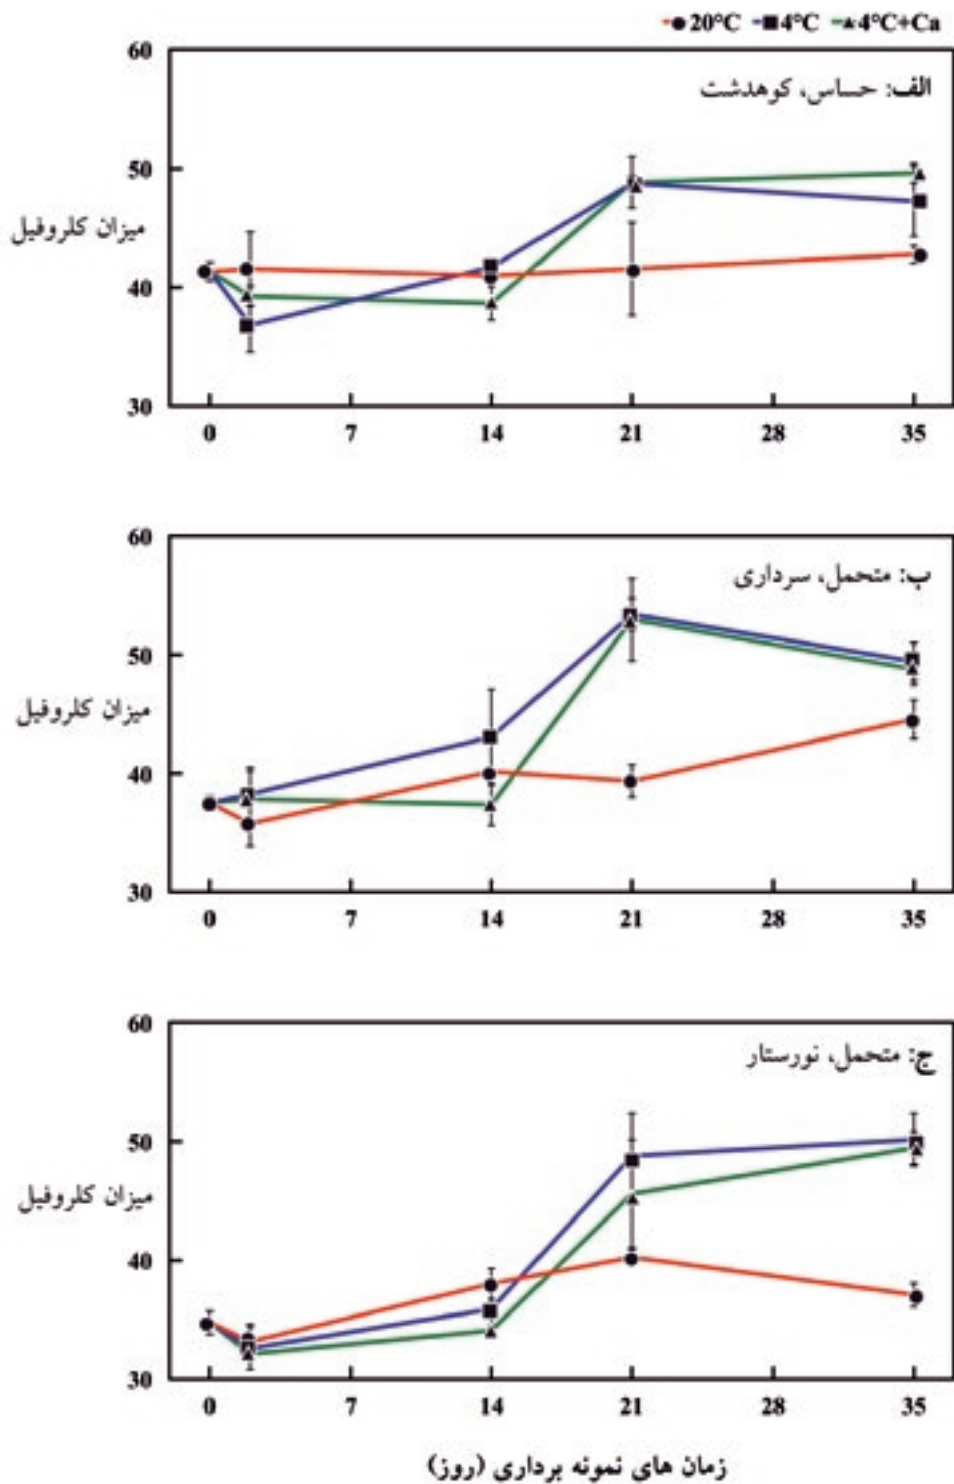 20°C 4°C 4°C+Ca
الف: حساس، کوهدشت
60
50
40
30
میزان کلروفیل
0 7 14 21 28 35
ب: متحمل، سرداری
60
50
40
30
میزان کلروفیل
0 7 14 21 28 35
ج: متحمل، نورستار
60
50
40
30
میزان کلروفیل
0 7 14 21 28 35
زمان های نمونه برداری (روز)